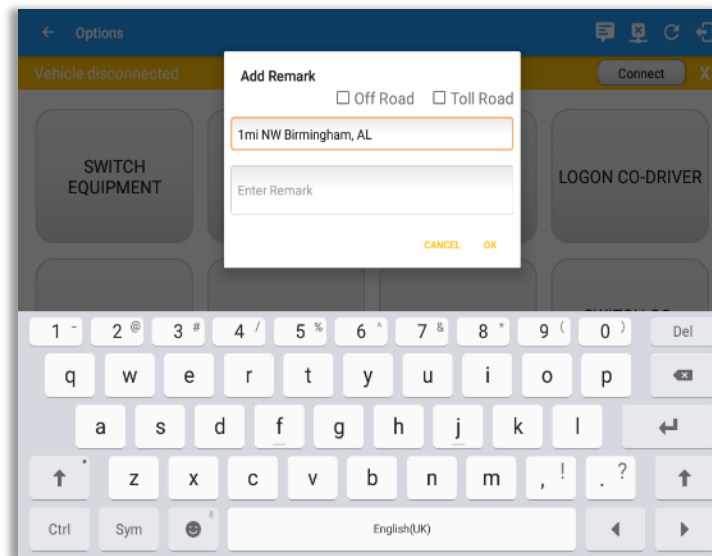 Options
Vehicle disconnected
Connect X
Add Remark
Off Road Toll Road
1mi NW Birmingham, AL
Enter Remark
CANCEL OK
SWITCH
EQUIPMENT
LOGON CO-DRIVER
1 - 2 @ 3 # 4 / 5 % 6 ^ 7 & 8 * 9 ( 0 ) Del
q w e r t y u i o p
a s d f g h j k l
z x c v b n m , ! . ?
Ctrl Sym English(UK)